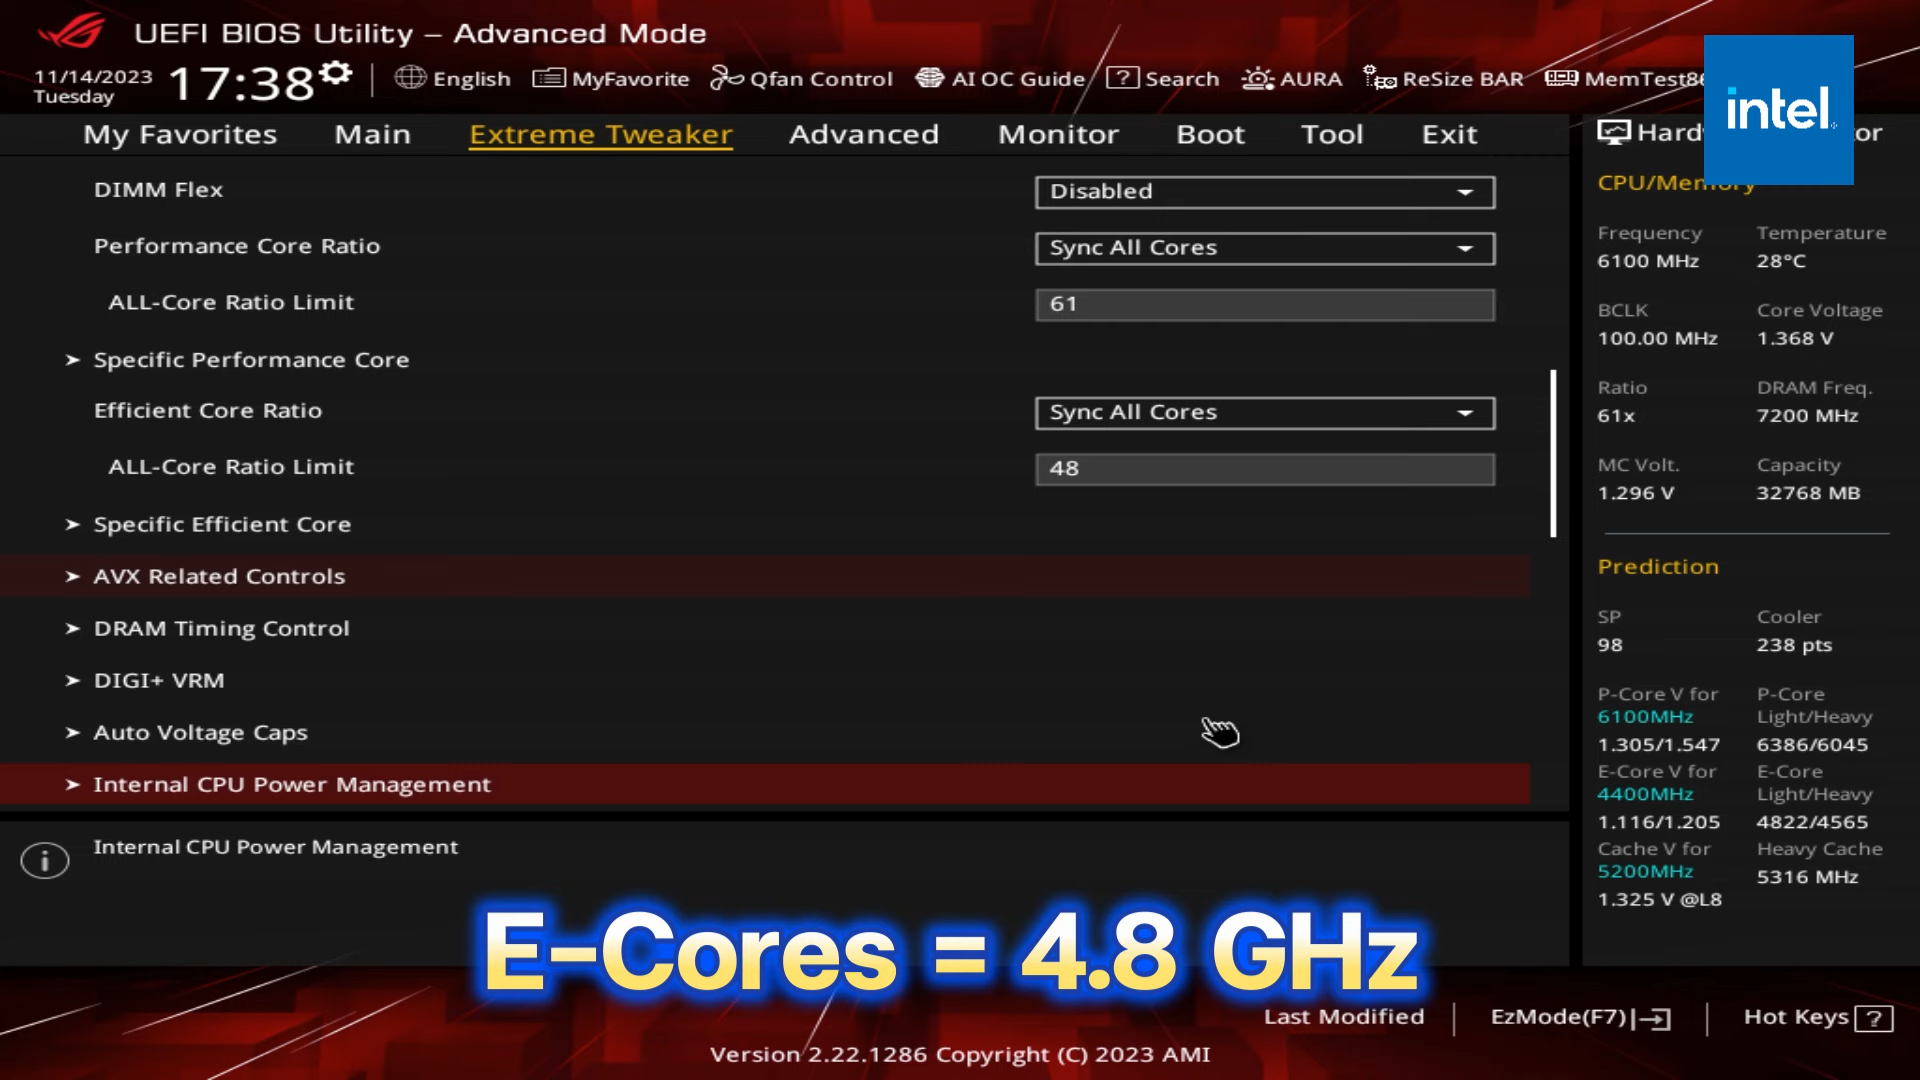 UEFI BIOS Utility – Advanced Mode
11/14/2023
Tuesday
17:38
English
MyFavorite
Qfan Control
AI OC Guide
? Search
AURA
ReSize BAR
MemTest86
intel.
My Favorites
Main
Extreme Tweaker
Advanced
Monitor
Boot
Tool
Exit
DIMM Flex
Disabled
Performance Core Ratio
Sync All Cores
ALL-Core Ratio Limit
61
Specific Performance Core
Efficient Core Ratio
Sync All Cores
ALL-Core Ratio Limit
48
Specific Efficient Core
AVX Related Controls
DRAM Timing Control
DIGI+ VRM
Auto Voltage Caps
Internal CPU Power Management
Internal CPU Power Management
CPU/Memory
Frequency Temperature
6100 MHz 28°C
BCLK Core Voltage
100.00 MHz 1.368 V
Ratio DRAM Freq.
61x 7200 MHz
MC Volt. Capacity
1.296 V 32768 MB
Prediction
SP Cooler
98 238 pts
P-Core V for P-Core
6100MHz Light/Heavy
1.305/1.547 6386/6045
E-Core V for E-Core
4400MHz Light/Heavy
1.116/1.205 4822/4565
Cache V for Heavy Cache
5200MHz 5316 MHz
1.325 V @L8
E-Cores = 4.8 GHz
Last Modified
EzMode(F7)
Hot Keys ?
Version 2.22.1286 Copyright (C) 2023 AMI